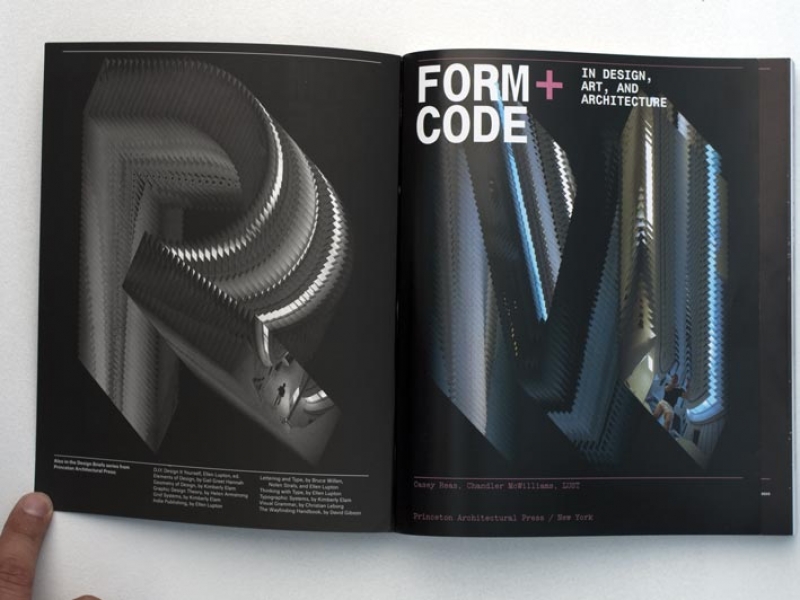 Also in the Design Briefs series from
Princeton Architectural Press
D.I.Y. Design It Yourself, Ellen Lupton, ed.
Elements of Design, by Gail Greet Hannah
Geometry of Design, by Kimberly Elam
Graphic Design Theory, by Helen Armstrong
Grid Systems, by Kimberly Elam
Indie Publishing, by Ellen Lupton
Lettering and Type, by Bruce Willen,
Nolen Strals, and Ellen Lupton
Thinking with Type, by Ellen Lupton
Typographic Systems, by Kimberly Elam
Visual Grammar, by Christian Leborg
The Wayfinding Handbook, by David Gibson
FORM+
CODE
IN DESIGN,
ART, AND
ARCHITECTURE
Casey Reas, Chandler McWilliams, LUST
Princeton Architectural Press / New York